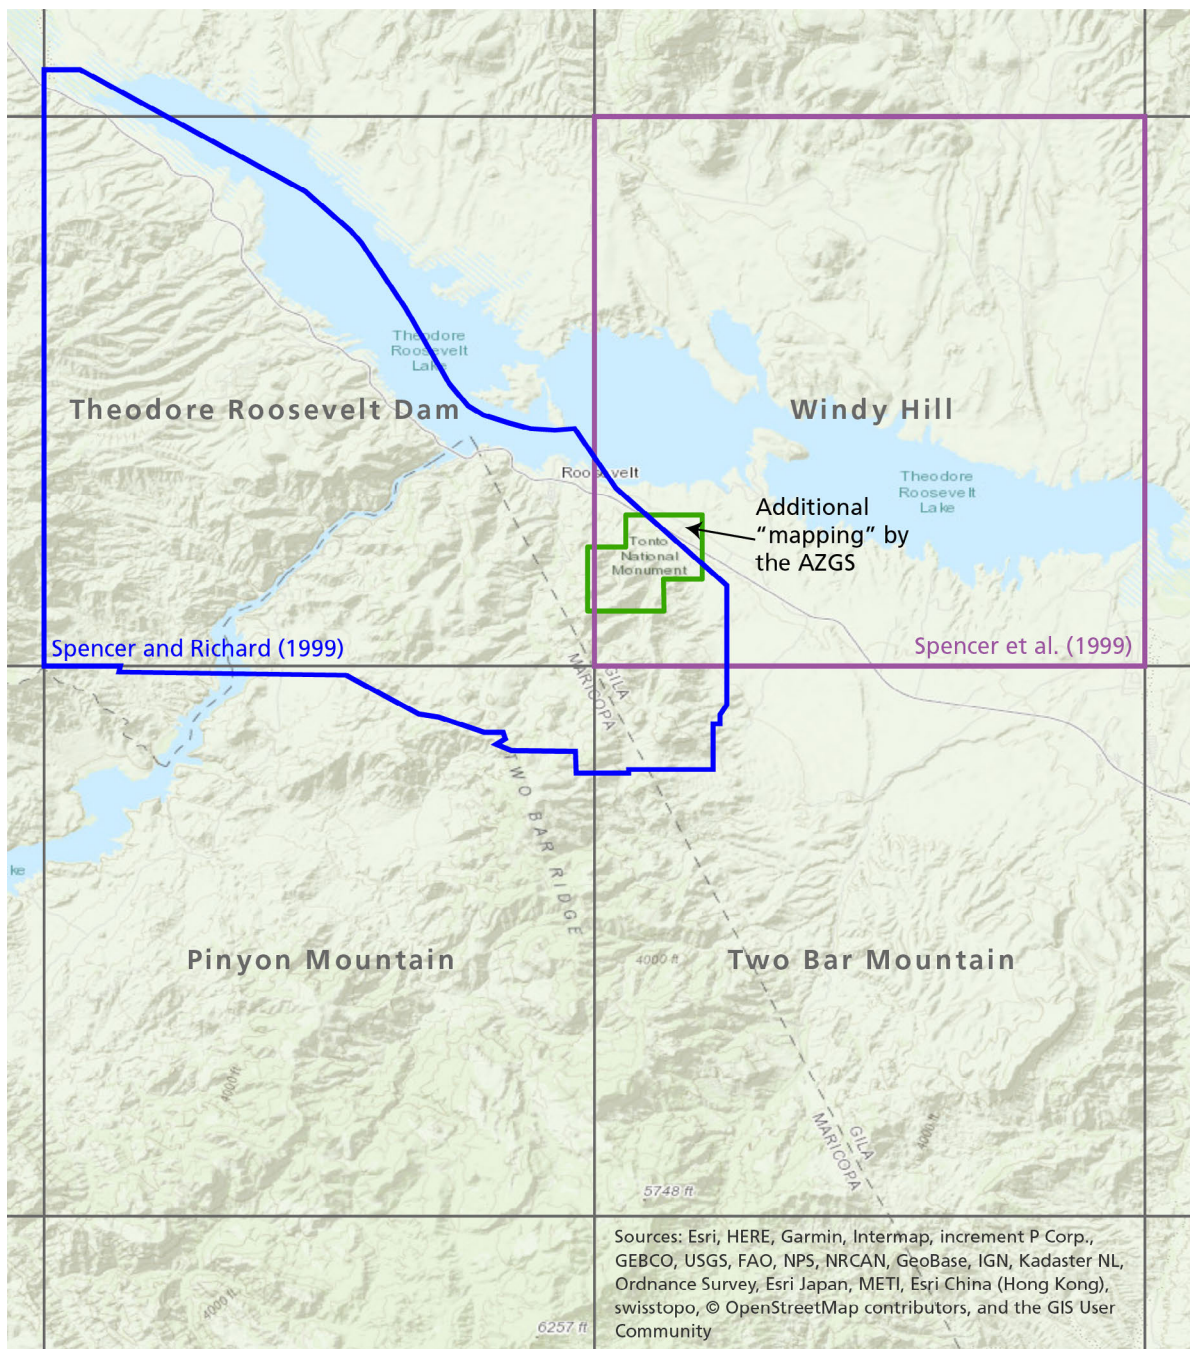 Theodore
Roosevelt
Lake
Theodore Roosevelt Dam
Windy Hill
Roosevelt
Theodore
Roosevelt
Lake
Additional
“mapping” by
the AZGS
Tonto
National
Monument
Spencer and Richard (1999)
Spencer et al. (1999)
GILA
MARICOPA
TWO BAR RIDGE
ke
Pinyon Mountain
4000 ft
Two Bar Mountain
4000 ft
GILA
MARICOPA
4000 ft
5748 ft
Sources: Esri, HERE, Garmin, Intermap, increment P Corp.,
GEBCO, USGS, FAO, NPS, NRCAN, GeoBase, IGN, Kadaster NL,
Ordnance Survey, Esri Japan, METI, Esri China (Hong Kong),
swisstopo, © OpenStreetMap contributors, and the GIS User
Community
4000 ft
6257 ft